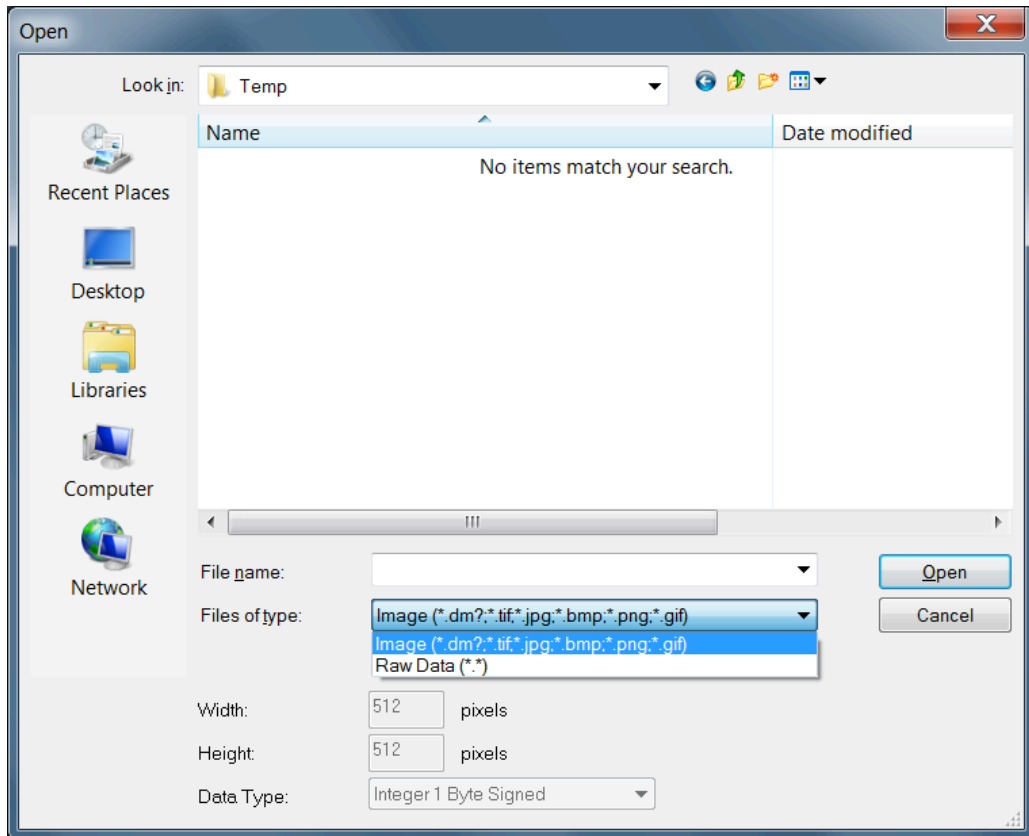 Open
X
Look in: Temp
Name Date modified
No items match your search.
Recent Places
Desktop
Libraries
Computer
Network
File name: Open
Files of type: Image (*.dm?;*.tif;*.jpg;*.bmp;*.png;*.gif) Cancel
Image (*.dm?;*.tif;*.jpg;*.bmp;*.png;*.gif)
Raw Data (*.*)
Width: 512 pixels
Height: 512 pixels
Data Type: Integer 1 Byte Signed